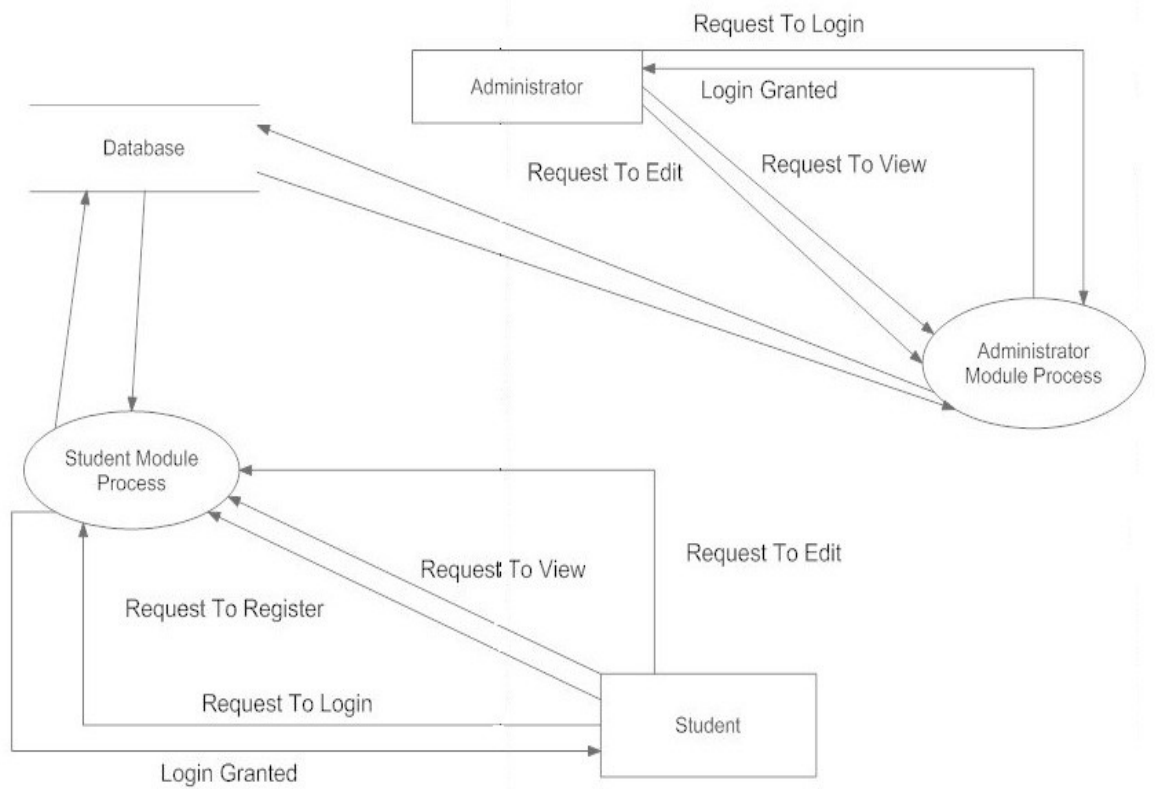 Request To Login
Administrator
Login Granted
Database
Request To Edit
Request To View
Administrator
Module Process
Student Module
Process
Request To Edit
Request To View
Request To Register
Request To Login
Student
Login Granted